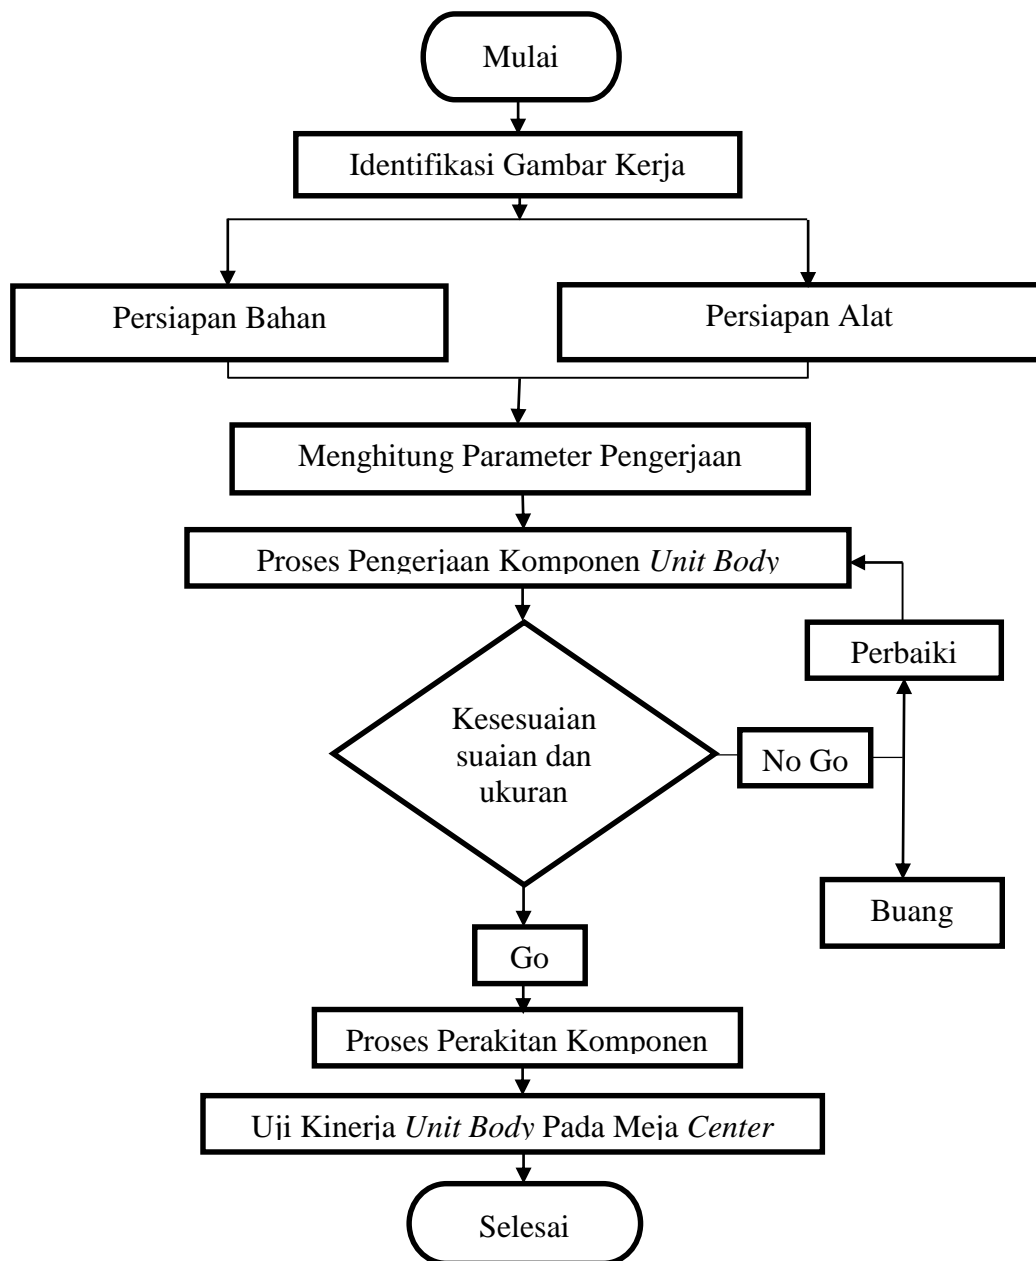 Mulai
Identifikasi Gambar Kerja
Persiapan Bahan
Persiapan Alat
Menghitung Parameter Pengerjaan
Proses Pengerjaan Komponen Unit Body
Perbaiki
Kesesuaian
suaian dan
ukuran
No Go
Buang
Go
Proses Perakitan Komponen
Uji Kinerja Unit Body Pada Meja Center
Selesai